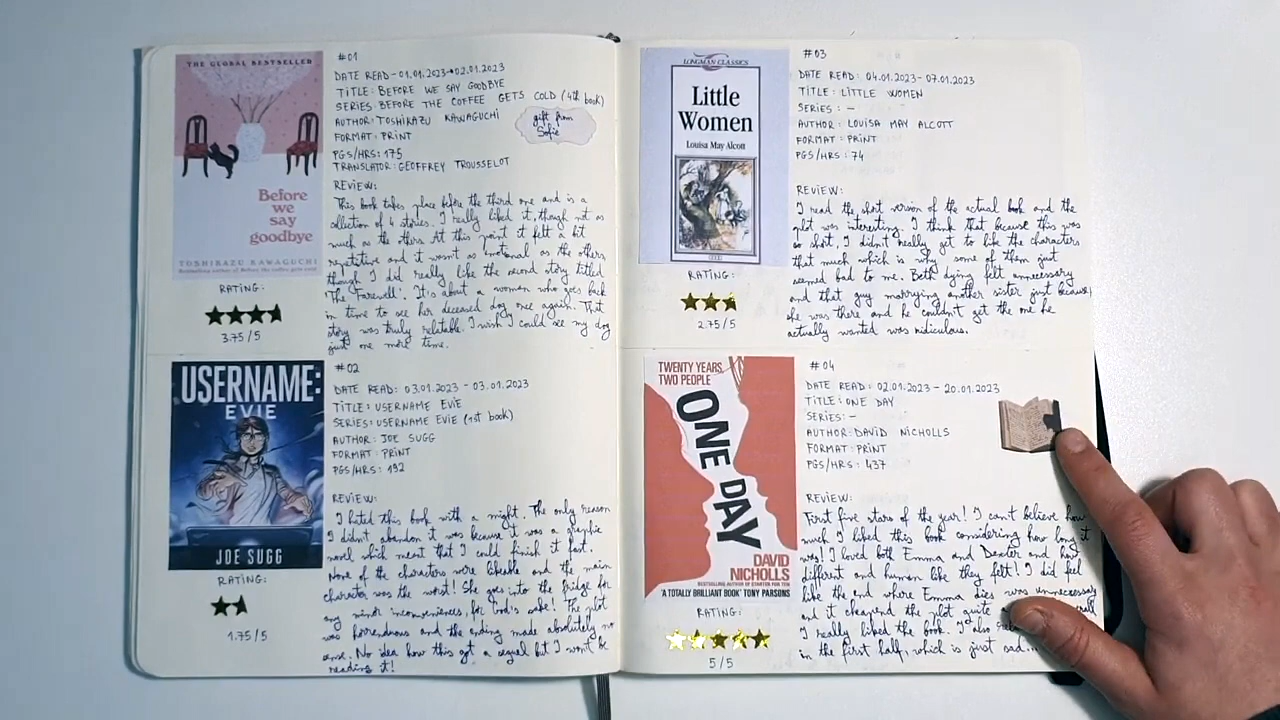 THE GLOBAL BESTSELLER
Before
we
say
goodbye
TOSHIKAZU KAWAGUCHI
Bestselling author of Before the coffee gets cold
RATING:
3.75/5
#01
DATE READ - 01.01.2023 - 02.01.2023
TITLE: BEFORE WE SAY GOODBYE
SERIES: BEFORE THE COFFEE GETS COLD (4th book)
AUTHOR: TOSHIKAZU KAWAGUCHI
FORMAT: PRINT
PGS/HRS: 175
TRANSLATOR: GEOFFREY TROUSSELOT
gift from
Sofie
REVIEW:
This book takes place before the third one and is a
collection of 4 stories. I really liked it, though not as
much as the others. At this point it felt a bit
repetitive and it wasn't as emotional as the others,
though I did really like the second story titled
"The Farewell". It's about a woman who goes back
in time to see her deceased dog once again. That
story was truly relatable. I wish I could see my dog
just one more time.
USERNAME:
EVIE
JOE SUGG
RATING:
1.75/5
#02
DATE READ: 03.01.2023 - 03.01.2023
TITLE: USERNAME EVIE
SERIES: USERNAME EVIE (1st book)
AUTHOR: JOE SUGG
FORMAT: PRINT
PGS/HRS: 192
REVIEW:
I hated this book with a might. The only reason
I didn't abandon it was because it was a graphic
novel which meant that I could finish it fast.
None of the characters were likeable and the main
character was the worst! She goes into the fridge for
any minor inconveniences, for God's sake! The plot
was horrendous and the ending made absolutely no
sense. No idea how this got a sequel but I won't be
reading it!
LONGMAN CLASSICS
Little
Women
Louisa May Alcott
RATING:
2.75/5
#03
DATE READ: 04.01.2023 - 07.01.2023
TITLE: LITTLE WOMEN
SERIES: -
AUTHOR: LOUISA MAY ALCOTT
FORMAT: PRINT
PGS/HRS: 74
REVIEW:
I read the short version of the actual book and the
plot was interesting. I think that because this was
so short, I didn't really get to like the characters
that much which is why some of them just
seemed bad to me. Beth dying felt unnecessary
and that guy marrying another sister just because
she was there and he couldn't get the one he
actually wanted was ridiculous.
TWENTY YEARS,
TWO PEOPLE
ONE DAY
DAVID
NICHOLLS
BESTSELLING AUTHOR OF STARTER FOR TEN
'A TOTALLY BRILLIANT BOOK' TONY PARSONS
RATING:
5/5
#04
DATE READ: 02.01.2023 - 20.01.2023
TITLE: ONE DAY
SERIES: -
AUTHOR: DAVID NICHOLLS
FORMAT: PRINT
PGS/HRS: 437
REVIEW:
First five stars of the year! I can't believe how
much I liked this book considering how long it
was! I loved both Emma and Dexter and how
different and human like they felt! I did feel
like the end where Emma dies was unnecessary
and it cheapend the plot quite
I really liked the book. I also
in the first half, which is just sad...